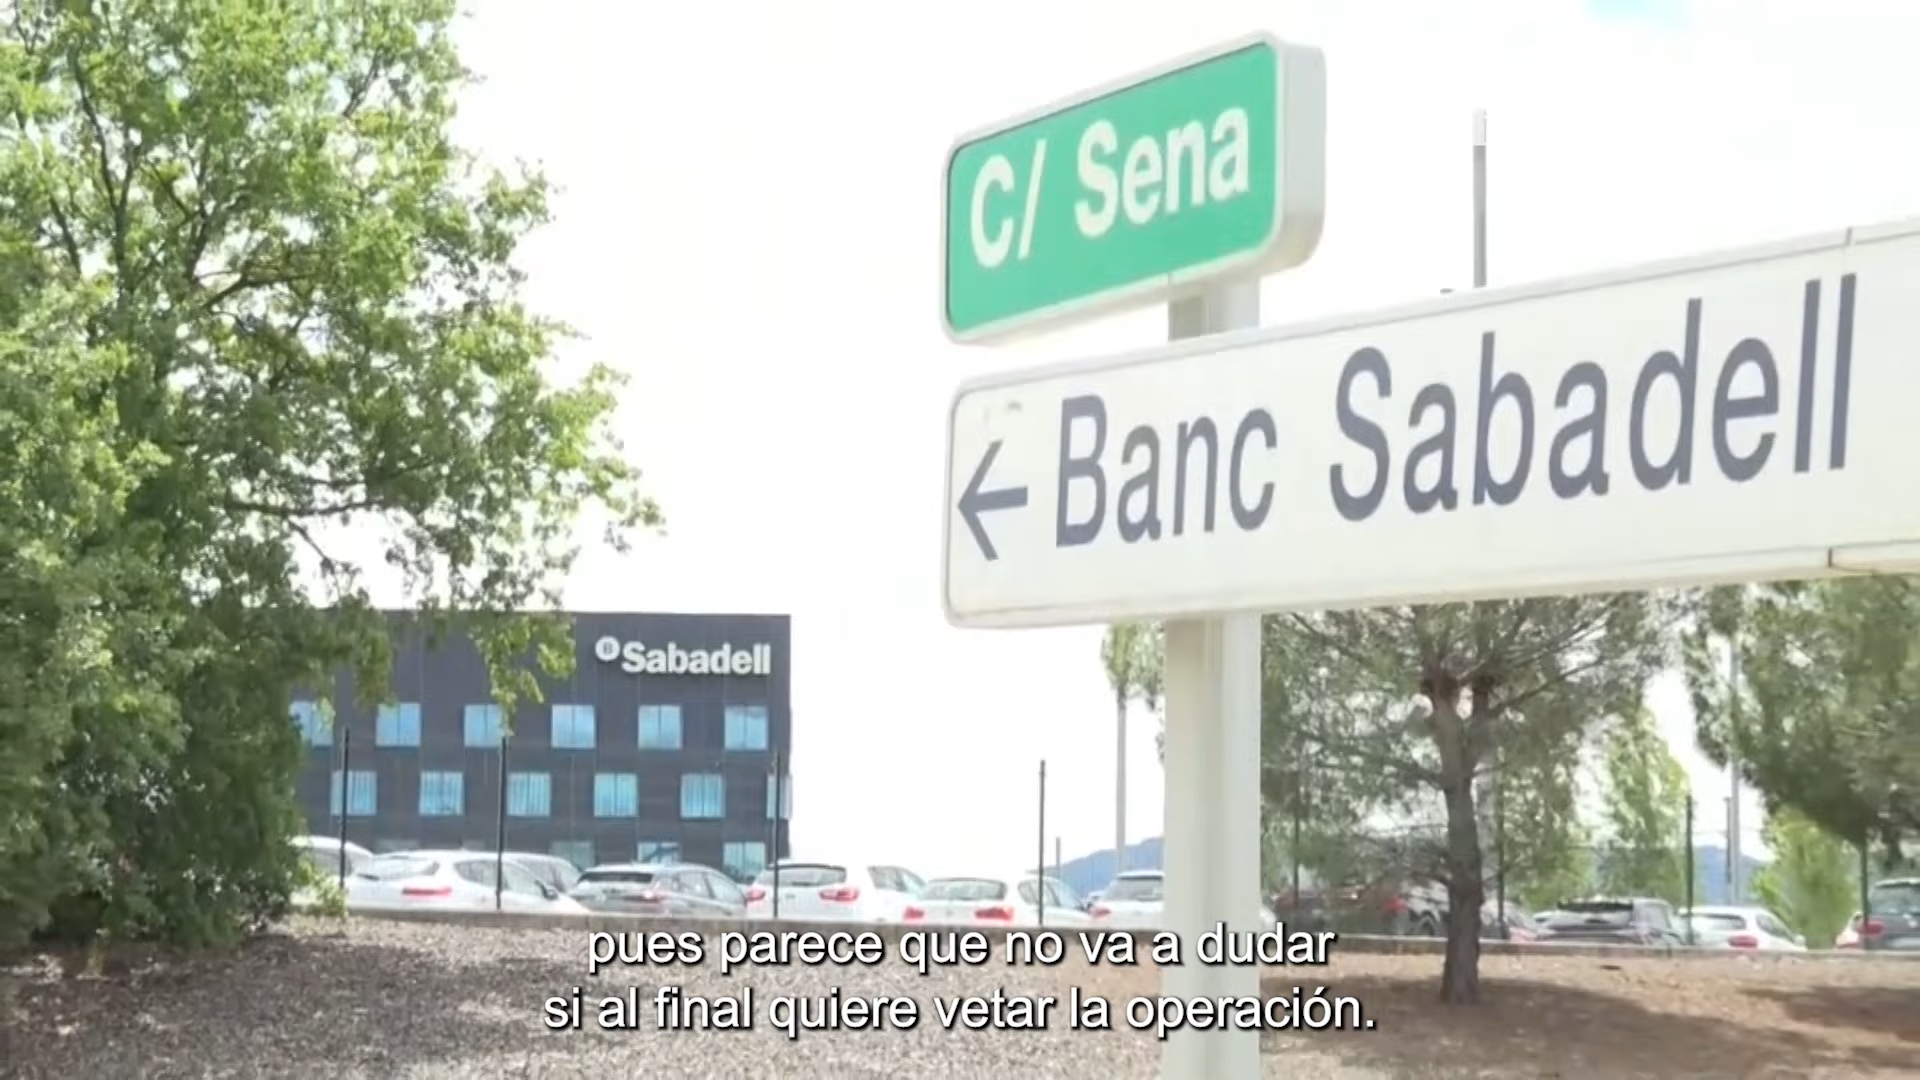 C/ Sena
← Banc Sabadell
Sabadell
pues parece que no va a dudar
si al final quiere vetar la operación.